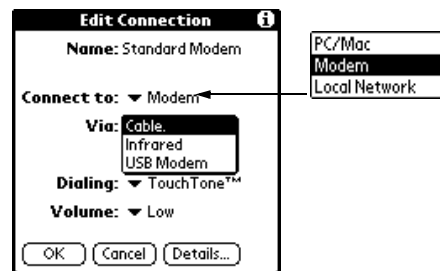 Edit Connection i
Name: Standard Modem
Connect to: Modem
Via: Cable.
Infrared
USB Modem
Dialing: TouchTone™
Volume: Low
OK Cancel Details...
PC/Mac
Modem
Local Network